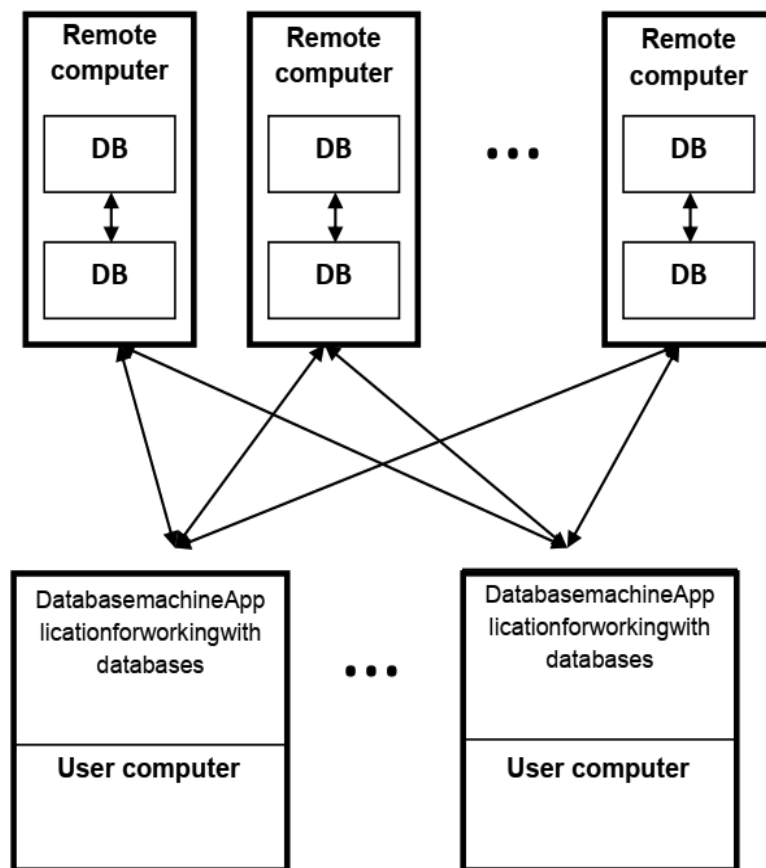 Remote
computer
DB
DB
Remote
computer
DB
DB
...
Remote
computer
DB
DB
DatabasemachineApp
licationforworkingwith
databases
User computer
...
DatabasemachineApp
licationforworkingwith
databases
User computer